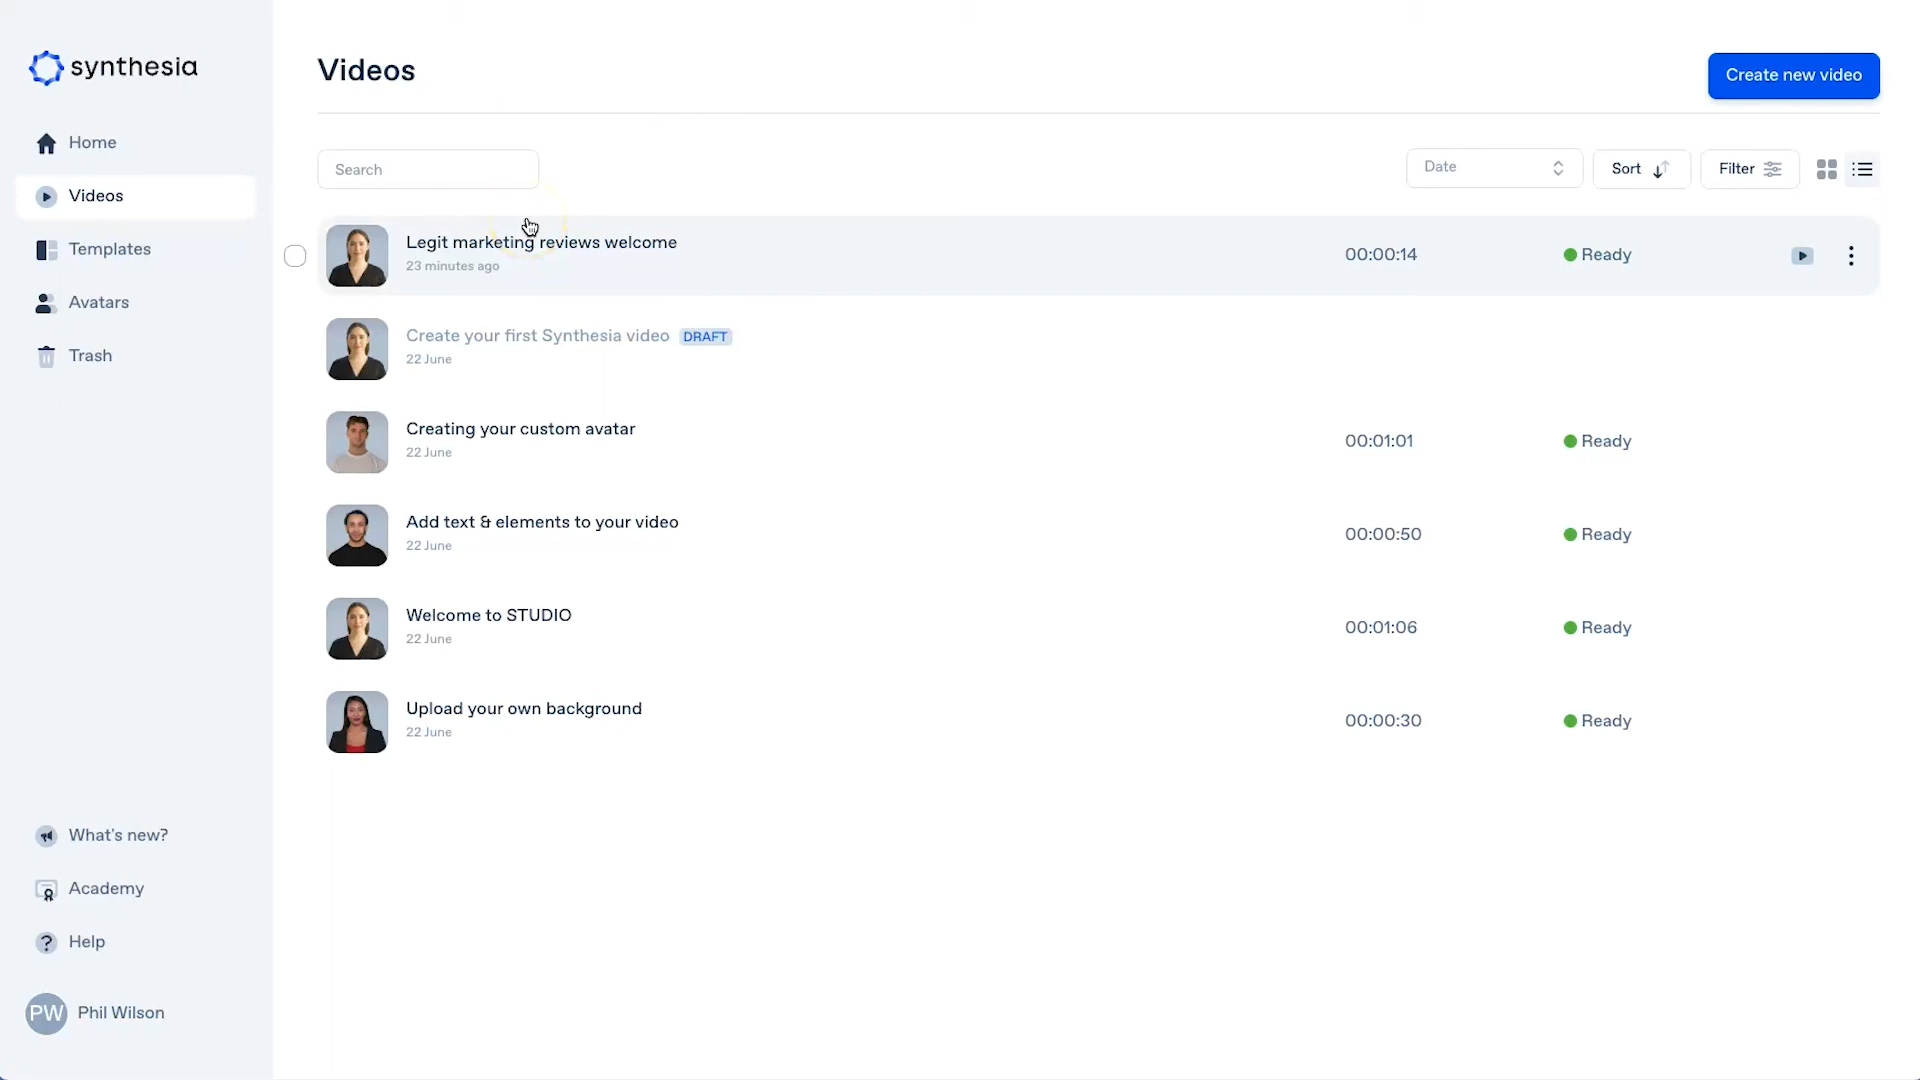 synthesia
Home
Videos
Templates
Avatars
Trash
What's new?
Academy
Help
PW Phil Wilson
Videos
Create new video
Search
Date
Sort
Filter
Legit marketing reviews welcome
23 minutes ago
00:00:14
Ready
Create your first Synthesia video DRAFT
22 June
Creating your custom avatar
22 June
00:01:01
Ready
Add text & elements to your video
22 June
00:00:50
Ready
Welcome to STUDIO
22 June
00:01:06
Ready
Upload your own background
22 June
00:00:30
Ready